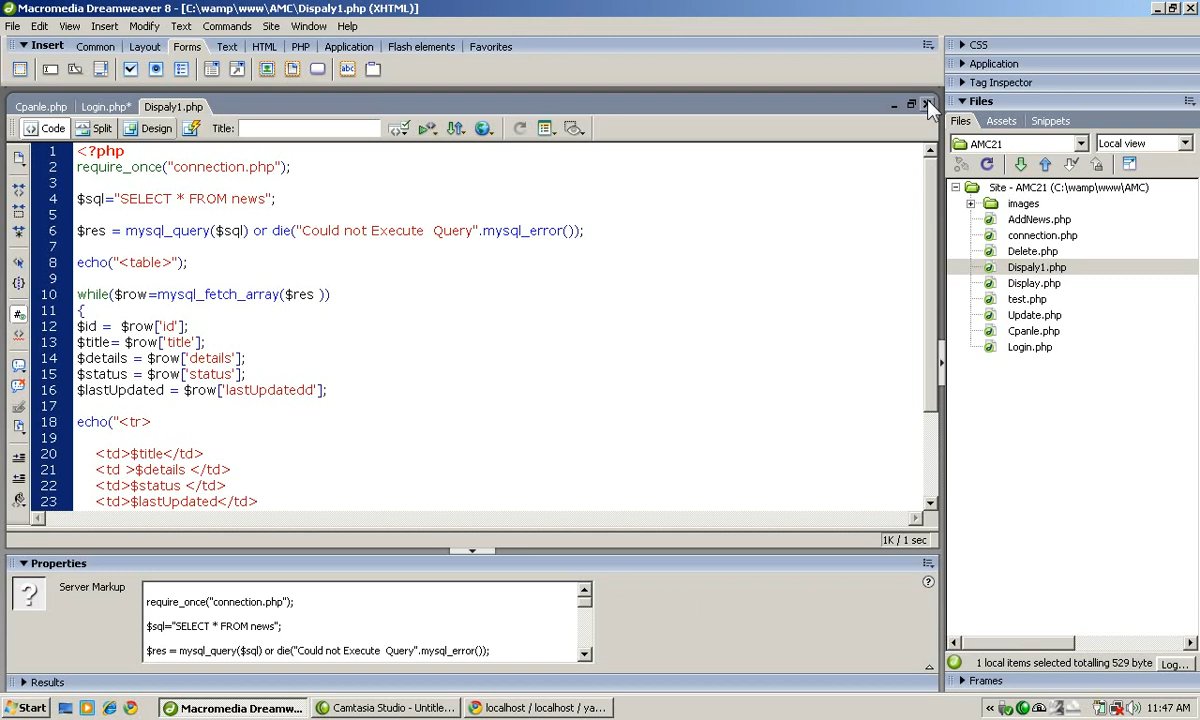 Macromedia Dreamweaver 8 - [C:\wamp\www\AMC\Dispaly1.php (XHTML)]
File Edit View Insert Modify Text Commands Site Window Help
Insert Common Layout Forms Text HTML PHP Application Flash elements Favorites
CSS
Application
Tag Inspector
Files
Cpanle.php Login.php* Dispaly1.php
Files Assets Snippets
Code Split Design Title:
AMC21 Local view
1 <?php
2 require_once("connection.php");
3
4 $sql="SELECT * FROM news";
5
6 $res = mysql_query($sql) or die("Could not Execute  Query".mysql_error());
7
8 echo("<table>");
9
10 while($row=mysql_fetch_array($res ))
11 {
12 $id =  $row['id'];
13 $title= $row['title'];
14 $details = $row['details'];
15 $status = $row['status'];
16 $lastUpdated = $row['lastUpdatedd'];
17
18 echo("<tr>
19
20 <td>$title</td>
21 <td >$details </td>
22 <td>$status </td>
23 <td>$lastUpdated</td>
Site - AMC21 (C:\wamp\www\AMC)
images
AddNews.php
connection.php
Delete.php
Dispaly1.php
Display.php
test.php
Update.php
Cpanle.php
Login.php
1K / 1 sec
Properties
Server Markup
require_once("connection.php");
$sql="SELECT * FROM news";
$res = mysql_query($sql) or die("Could not Execute  Query".mysql_error());
1 local items selected totalling 529 byte Log...
Results
Frames
Start Macromedia Dreamw... Camtasia Studio - Untitle... localhost / localhost / ya... 11:47 AM